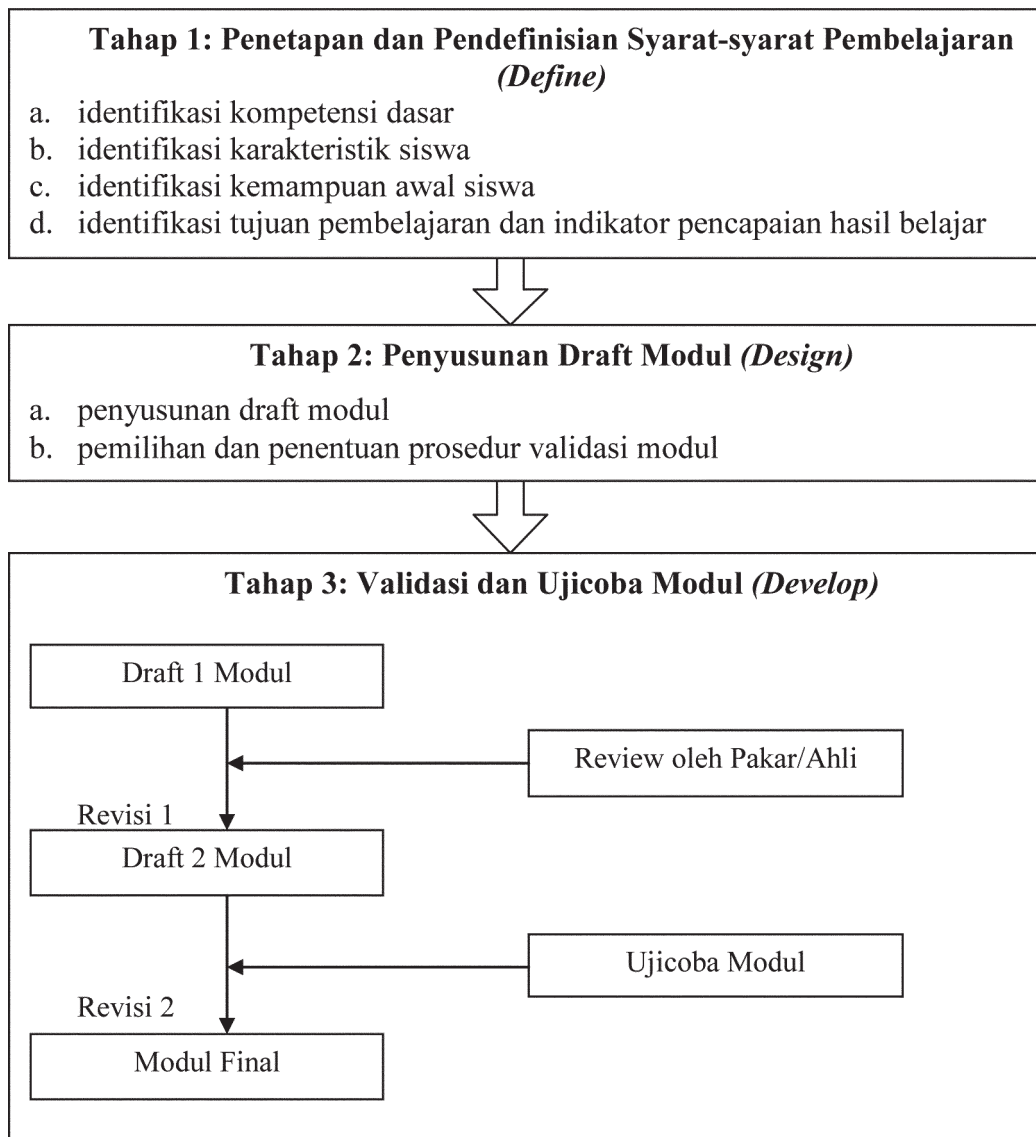 Tahap 1: Penetapan dan Pendefinisian Syarat-syarat Pembelajaran
(Define)
a. identifikasi kompetensi dasar
b. identifikasi karakteristik siswa
c. identifikasi kemampuan awal siswa
d. identifikasi tujuan pembelajaran dan indikator pencapaian hasil belajar
Tahap 2: Penyusunan Draft Modul (Design)
a. penyusunan draft modul
b. pemilihan dan penentuan prosedur validasi modul
Tahap 3: Validasi dan Ujicoba Modul (Develop)
Draft 1 Modul
Review oleh Pakar/Ahli
Revisi 1
Draft 2 Modul
Ujicoba Modul
Revisi 2
Modul Final